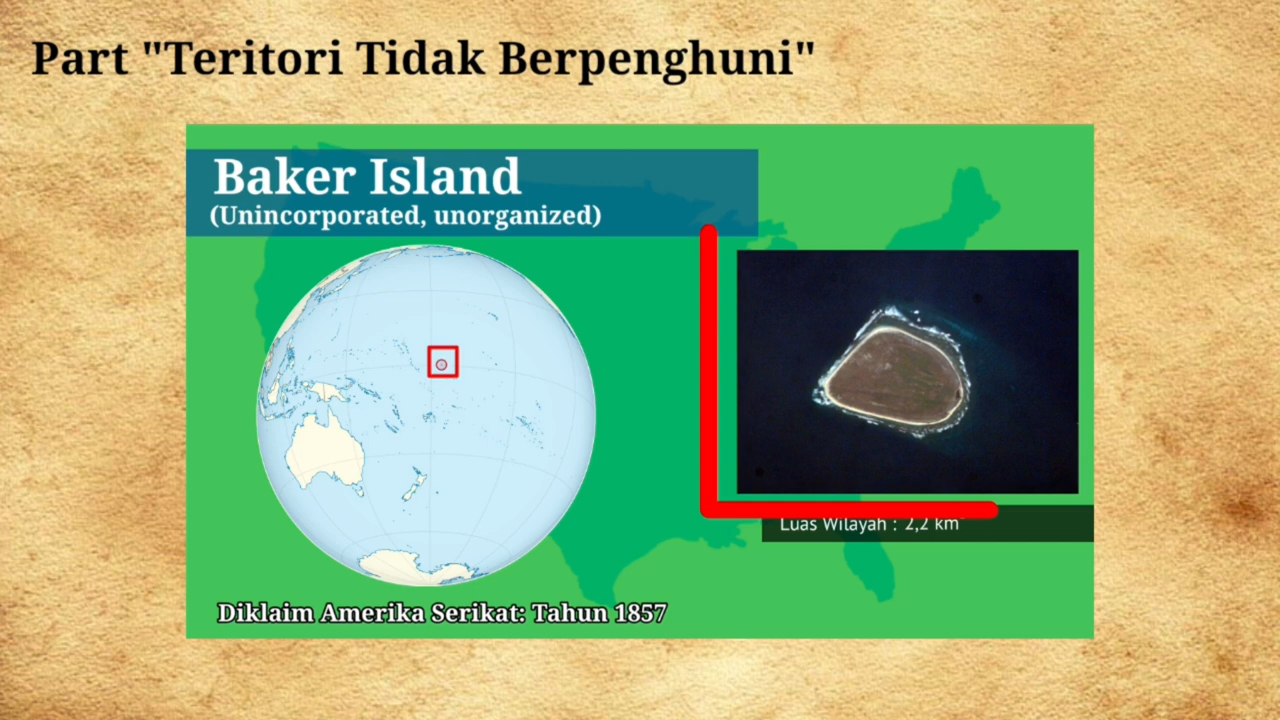 Part "Teritori Tidak Berpenghuni"
Baker Island
(Unincorporated, unorganized)
Luas Wilayah : 2,2 km
Diklaim Amerika Serikat: Tahun 1857